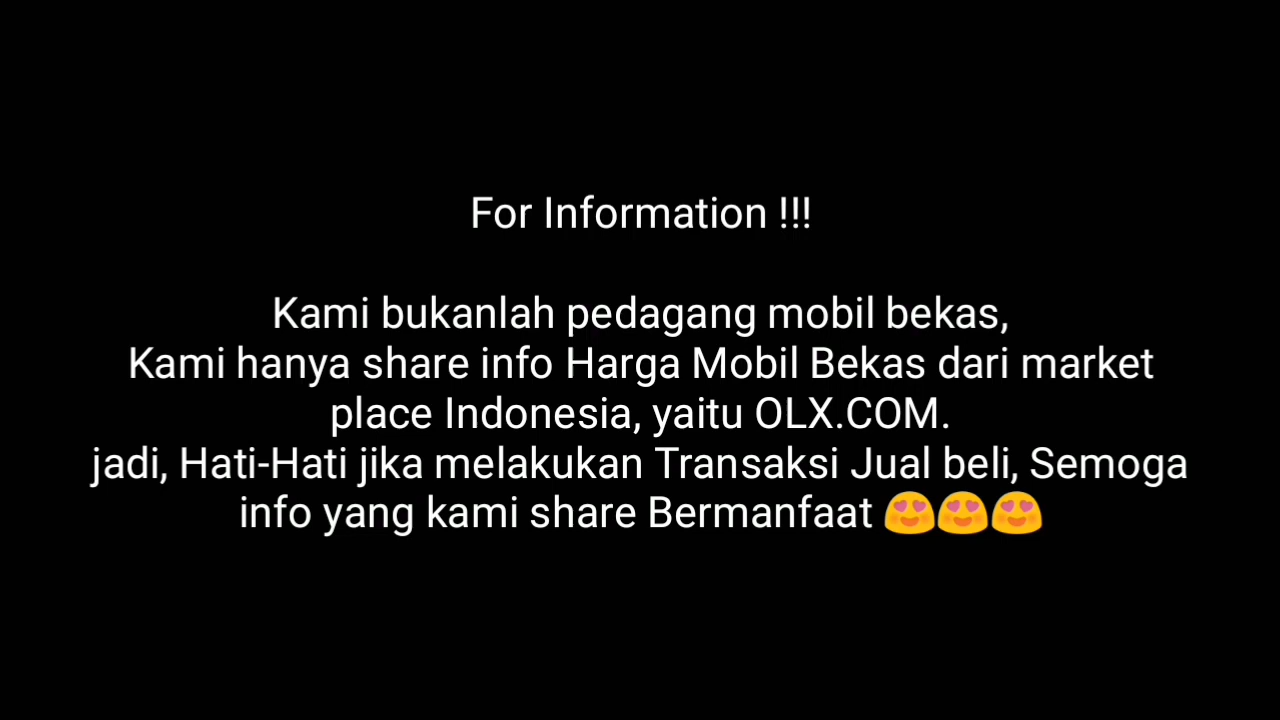 For Information !!!
Kami bukanlah pedagang mobil bekas,
Kami hanya share info Harga Mobil Bekas dari market
place Indonesia, yaitu OLX.COM.
jadi, Hati-Hati jika melakukan Transaksi Jual beli, Semoga
info yang kami share Bermanfaat 😍😍😍